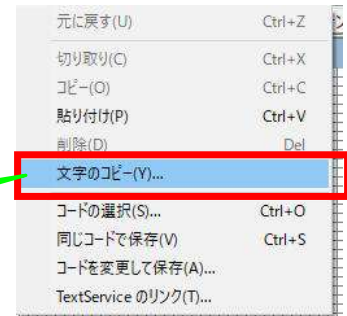 元に戻す(U) Ctrl+Z
切り取り(C) Ctrl+X
コピー(O) Ctrl+C
貼り付け(P) Ctrl+V
削除(D) Del
文字のコピー(Y)...
コードの選択(S)... Ctrl+O
同じコードで保存(V) Ctrl+S
コードを変更して保存(A)...
TextService のリンク(T)...